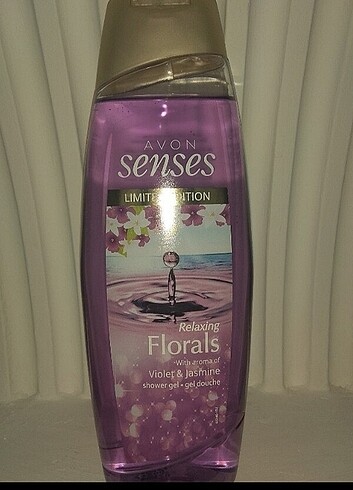 AVON
senses
LIMITED EDITION
Relaxing
Florals
With aroma of
Violet & Jasmine
shower gel • gel douche